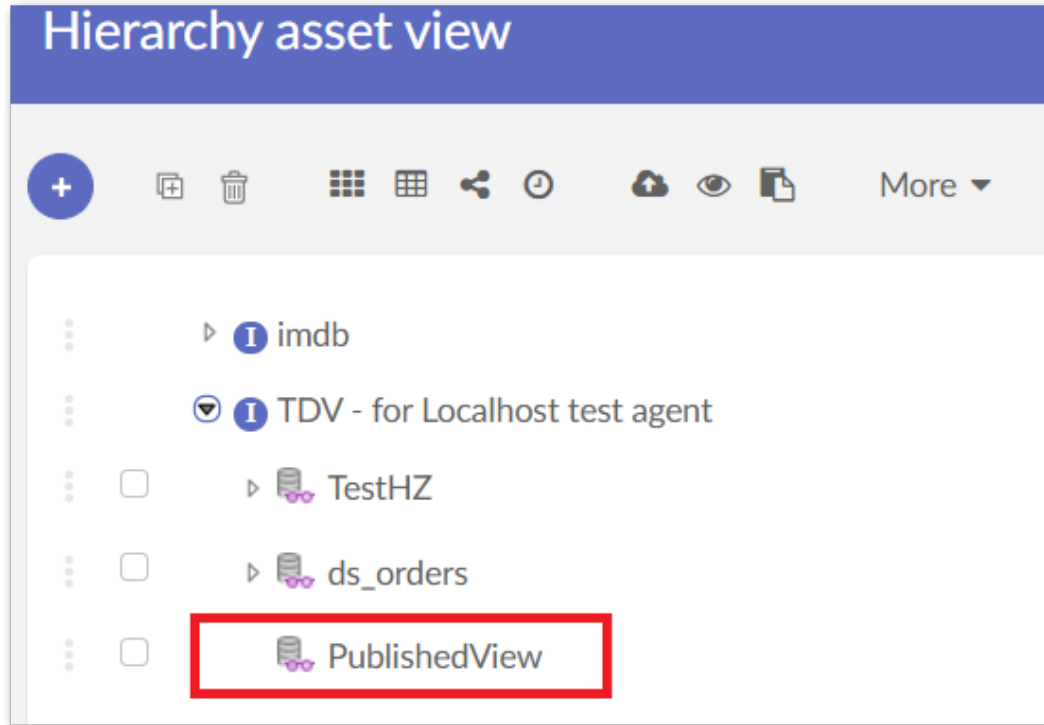 Hierarchy asset view
+ More
I imdb
I TDV - for Localhost test agent
TestHZ
ds_orders
PublishedView